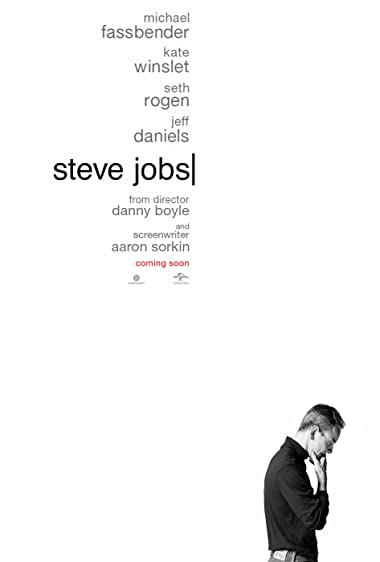 michael
fassbender
kate
winslet
seth
rogen
jeff
daniels
steve jobs|
from director
danny boyle
and
screenwriter
aaron sorkin
coming soon